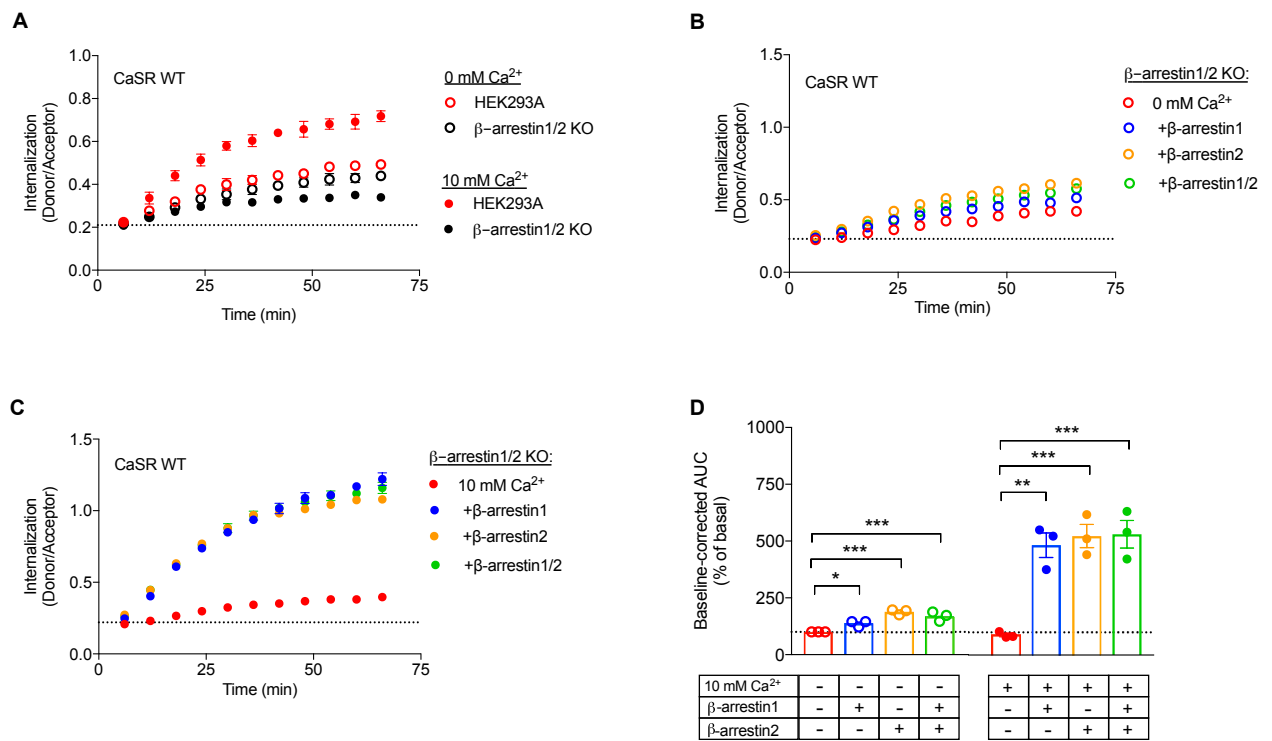 A
CaSR WT
Internalization
(Donor/Acceptor)
1.0
0.8
0.6
0.4
0.2
0.0
0
25
50
75
Time (min)
0 mM Ca²⁺
HEK293A
β−arrestin1/2 KO
10 mM Ca²⁺
HEK293A
β−arrestin1/2 KO
B
CaSR WT
Internalization
(Donor/Acceptor)
1.5
1.0
0.5
0.0
0
25
50
75
Time (min)
β−arrestin1/2 KO:
0 mM Ca²⁺
+β-arrestin1
+β-arrestin2
+β-arrestin1/2
C
CaSR WT
Internalization
(Donor/Acceptor)
1.5
1.0
0.5
0.0
0
25
50
75
Time (min)
β−arrestin1/2 KO:
10 mM Ca²⁺
+β-arrestin1
+β-arrestin2
+β-arrestin1/2
D
Baseline-corrected AUC
(% of basal)
1000
750
500
250
0
***
***
*
***
***
**
10 mM Ca²⁺ - - - - + + + +
β-arrestin1 - + - + - + - +
β-arrestin2 - - + + - - + +